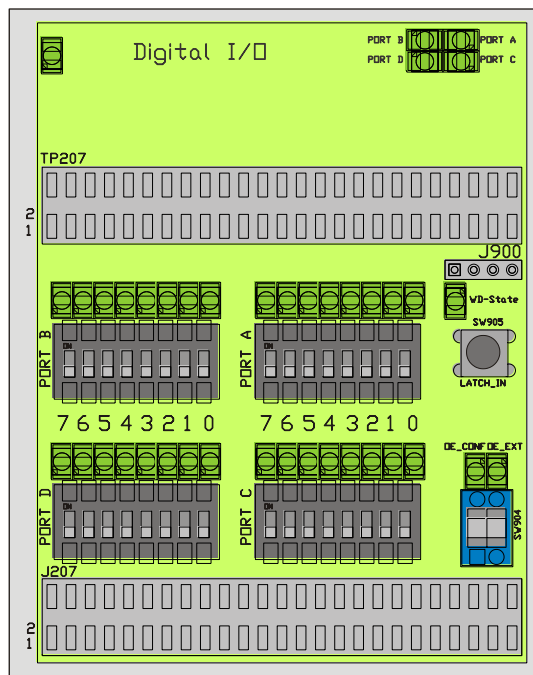 Digital I/O
PORT B PORT A
PORT D PORT C
TP207
2
1
J900
WD-State
PORT B
ON
PORT A
ON
SW905
LATCH_IN
7 6 5 4 3 2 1 0
7 6 5 4 3 2 1 0
OE_CONF OE_EXT
PORT D
ON
PORT C
ON
SW904
J207
2
1